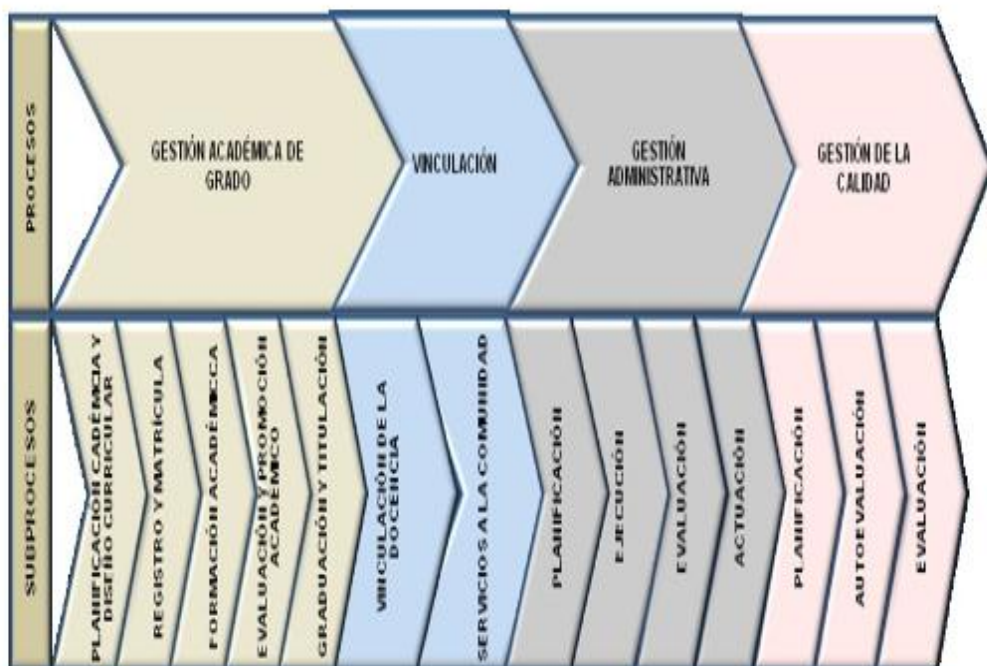 PROCESOS
GESTIÓN ACADÉMICA DE
GRADO
VINCULACIÓN
GESTIÓN
ADMINISTRATIVA
GESTIÓN DE LA
CALIDAD
SUBPROCESOS
PLANIFICACIÓN CADÉMCIA Y
DISEÑO CURRICULAR
REGISTRO Y MATRÍCULA
FORMACIÓN ACADÉMICCA
EVALUACIÓN Y PROMOCIÓN
ACADÉMICO
GRADUACIÓN Y TITULACIÓN
VINCULACIÓN DE LA
DOCENCIA
SERVICIOS A LA COMUNIDAD
PLANIFICACIÓN
EJECUCIÓN
EVALUACIÓN
ACTUACIÓN
PLANIFICACIÓN
AUTOEVALUACIÓN
EVALUACIÓN